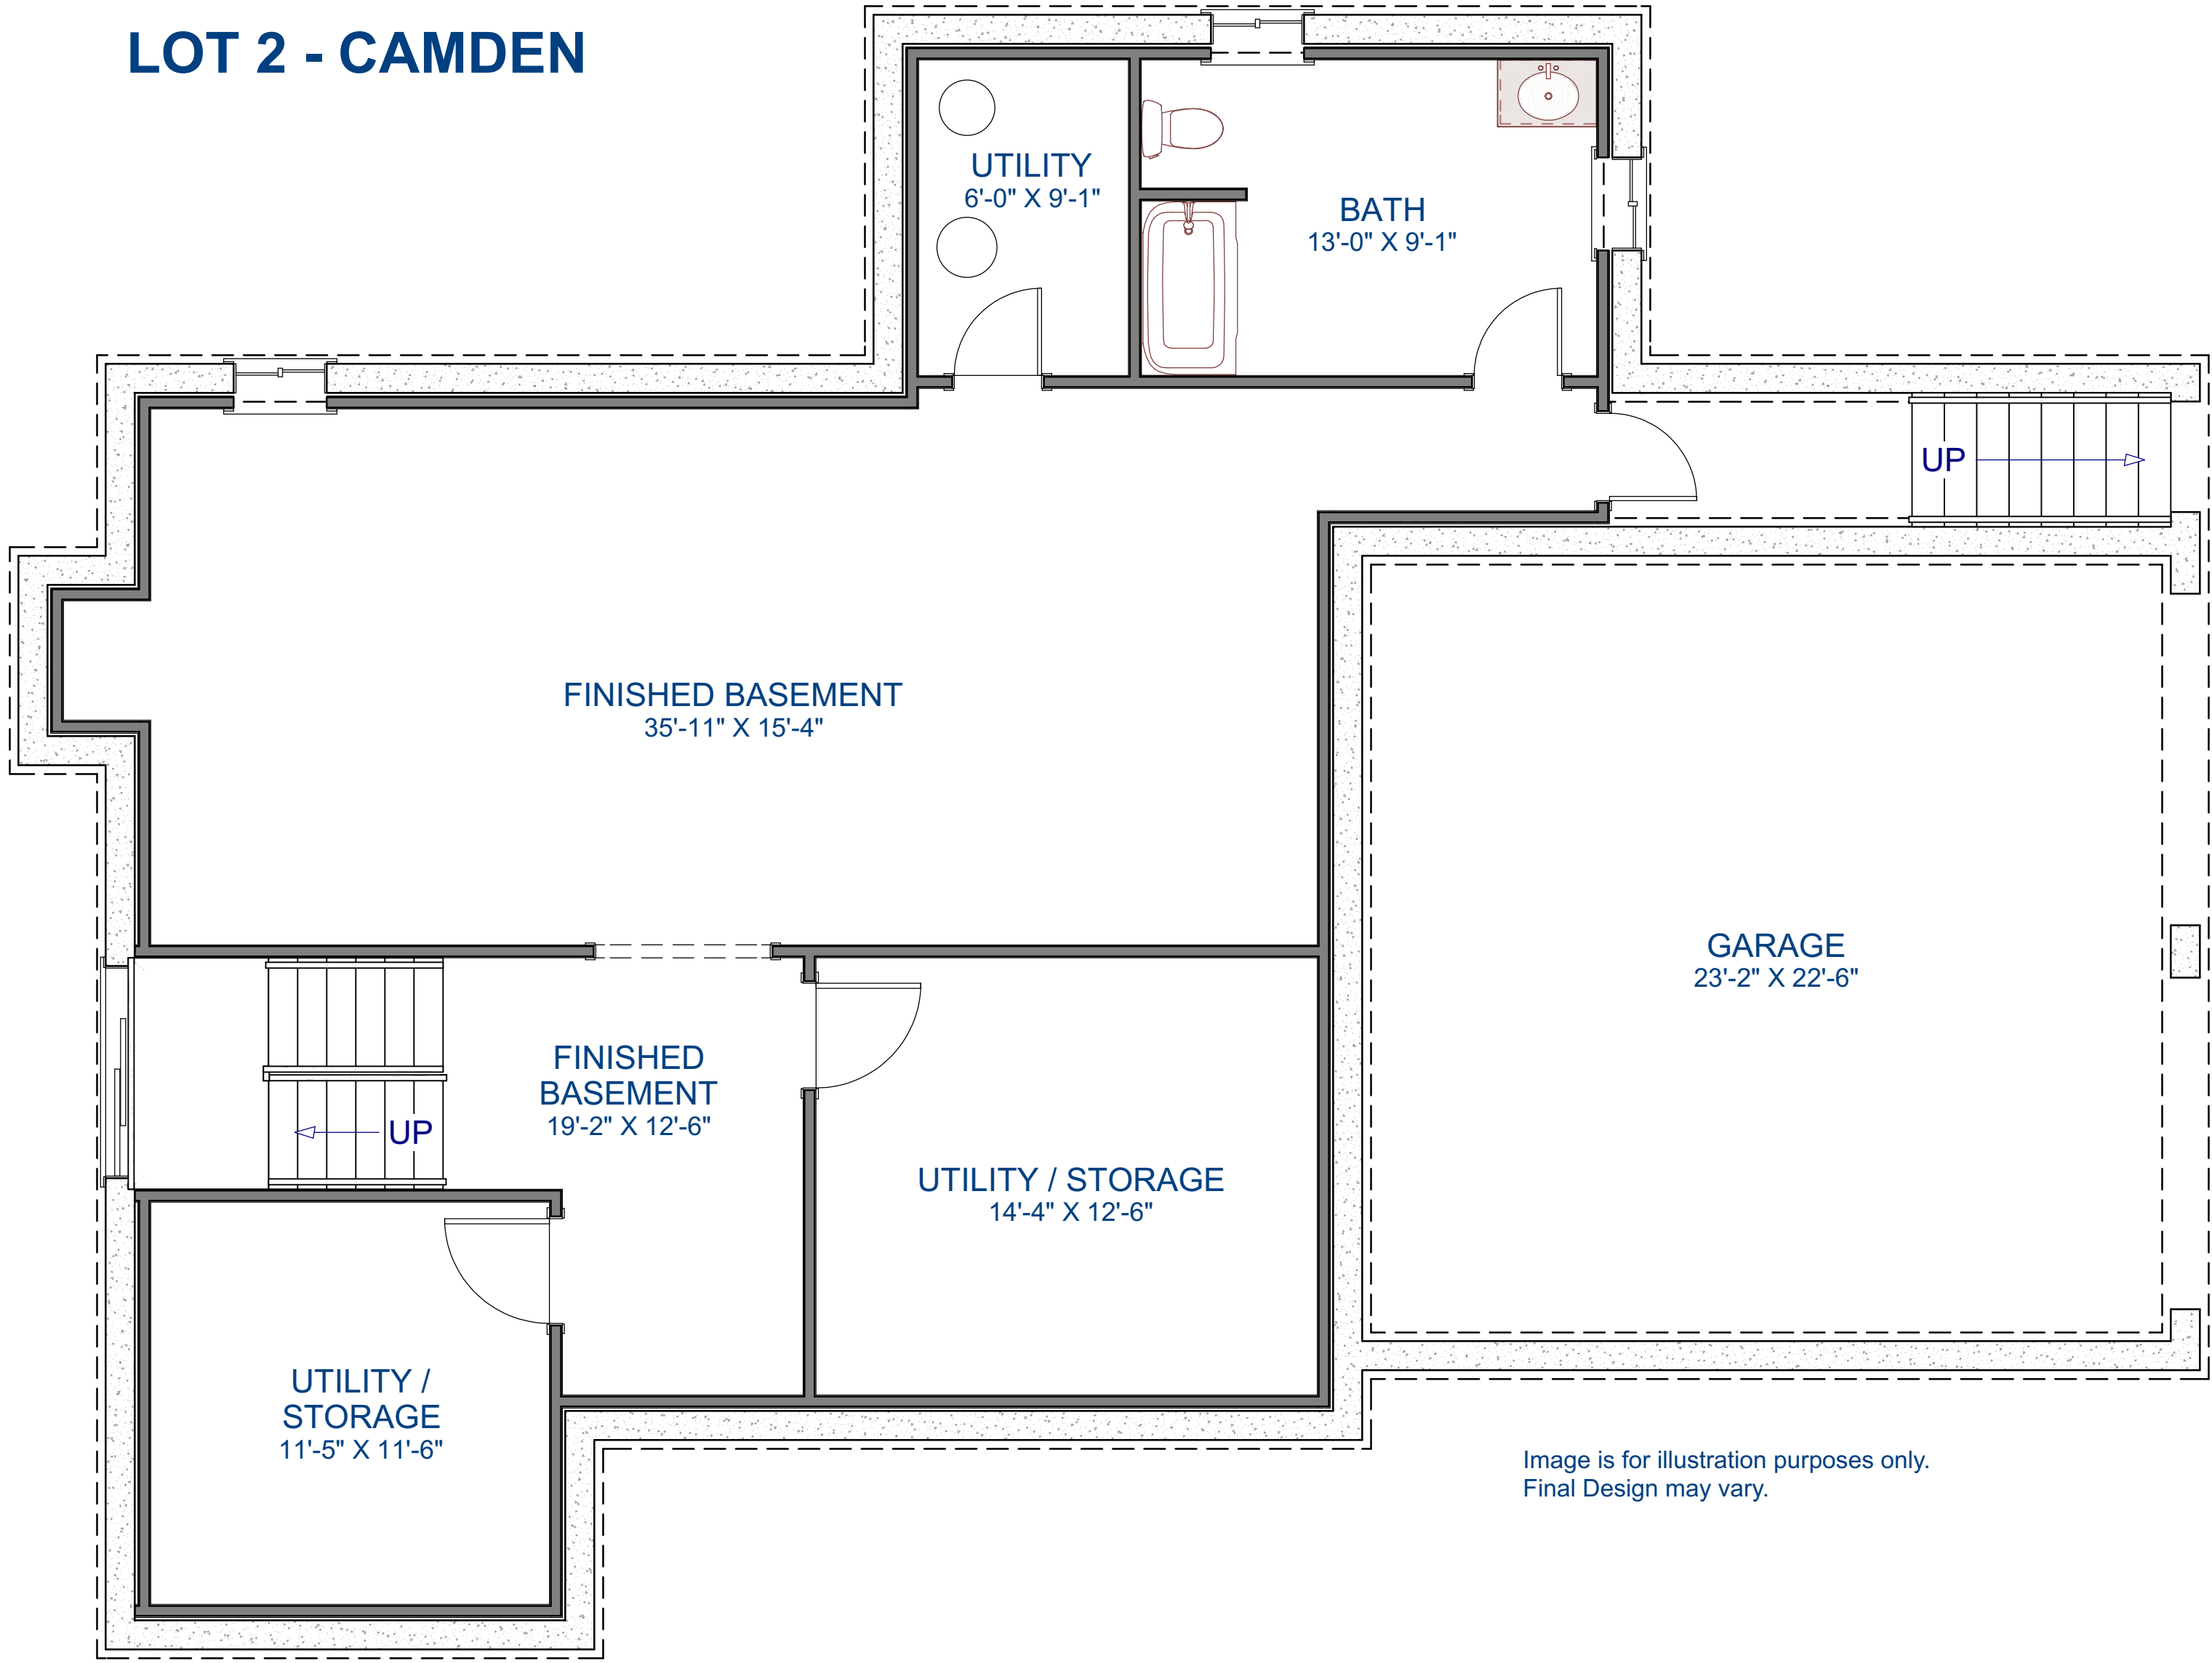 LOT 2 - CAMDEN
UTILITY
6'-0" X 9'-1"
BATH
13'-0" X 9'-1"
UP
FINISHED BASEMENT
35'-11" X 15'-4"
GARAGE
23'-2" X 22'-6"
FINISHED
BASEMENT
19'-2" X 12'-6"
UP
UTILITY / STORAGE
14'-4" X 12'-6"
UTILITY /
STORAGE
11'-5" X 11'-6"
Image is for illustration purposes only.
Final Design may vary.